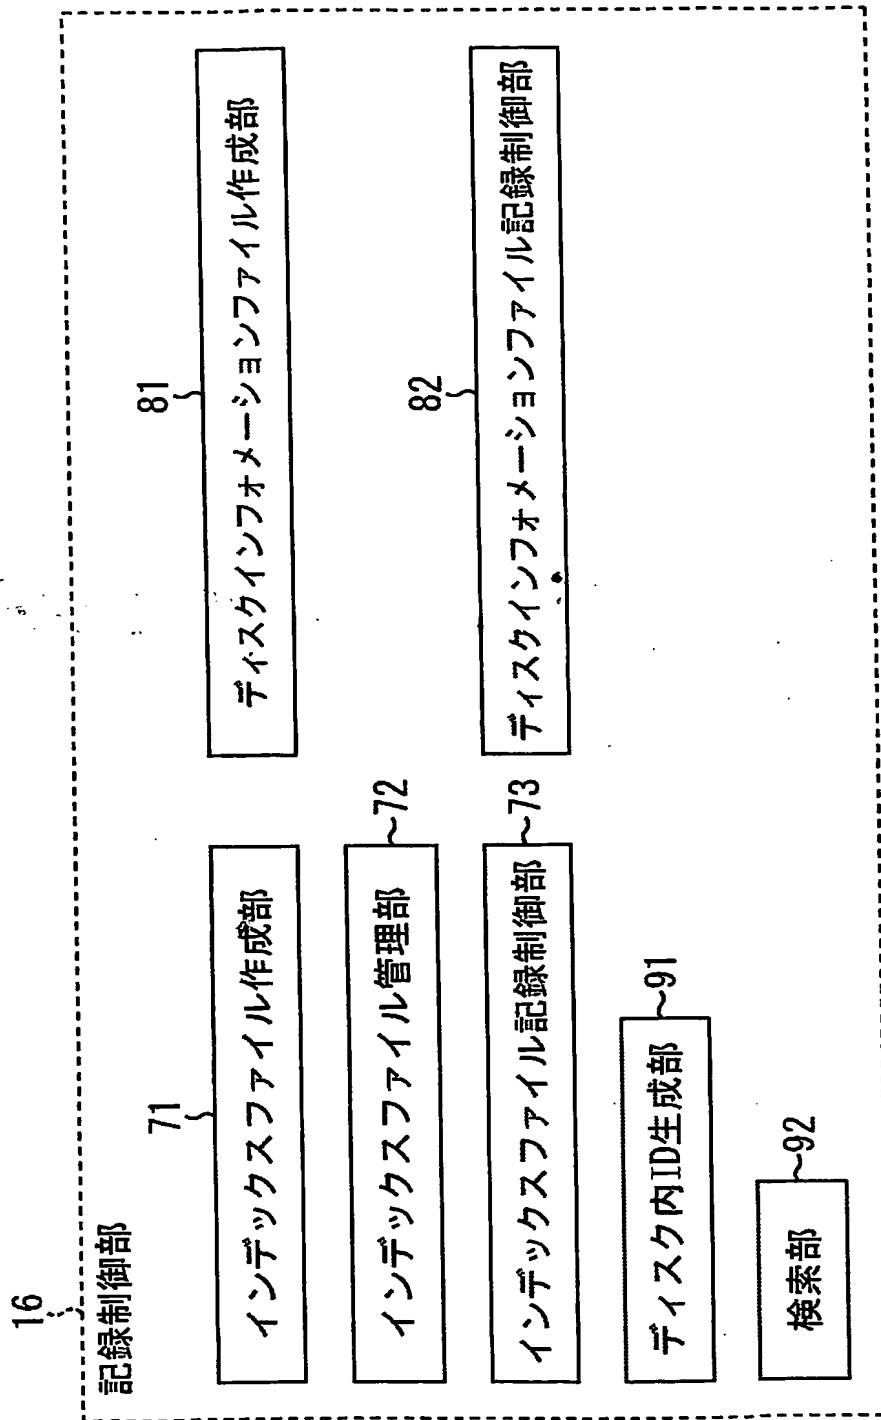 16
記録制御部
71
インデックスファイル作成部
81
ディスクインフォメーションファイル作成部
インデックスファイル管理部
72
インデックスファイル記録制御部
73
82
ディスクインフォメーションファイル記録制御部
ディスク内ID生成部
91
検索部
92